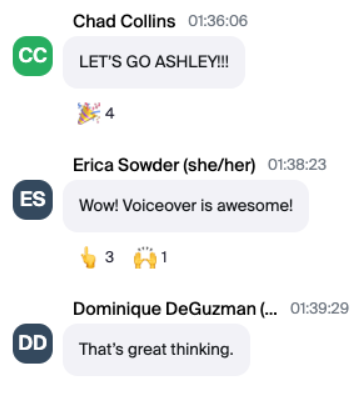 Chad Collins 01:36:06
CC
LET'S GO ASHLEY!!!
4
Erica Sowder (she/her) 01:38:23
ES
Wow! Voiceover is awesome!
3 1
Dominique DeGuzman (... 01:39:29
DD
That's great thinking.